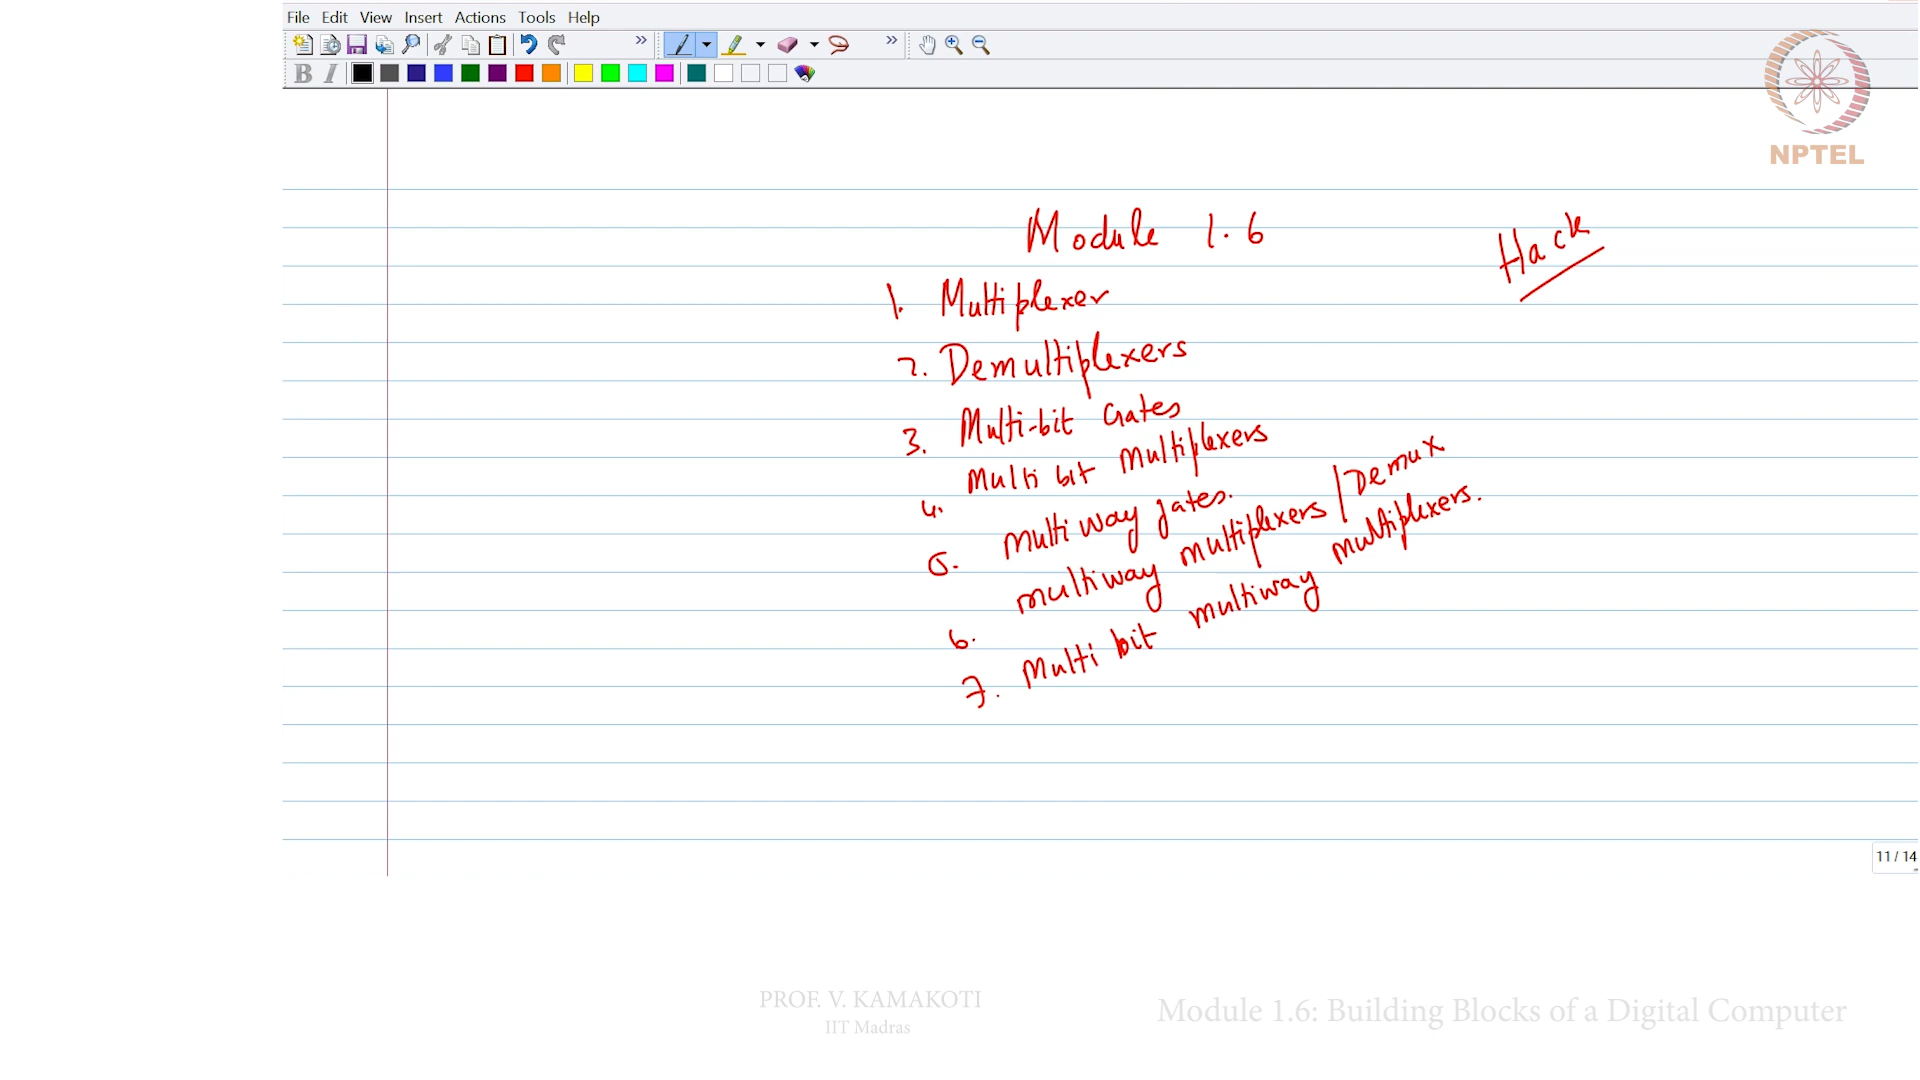 File Edit View Insert Actions Tools Help
B I
NPTEL
Module 1.6
Hack
1. Multiplexer
2. Demultiplexers
3. Multi-bit Gates
4. Multi bit Multiplexers
5. multi way gates.
6. multiway multiplexers / Demux
7. Multi bit multiway multiplexers.
11 / 14
PROF. V. KAMAKOTI
IIT Madras
Module 1.6: Building Blocks of a Digital Computer